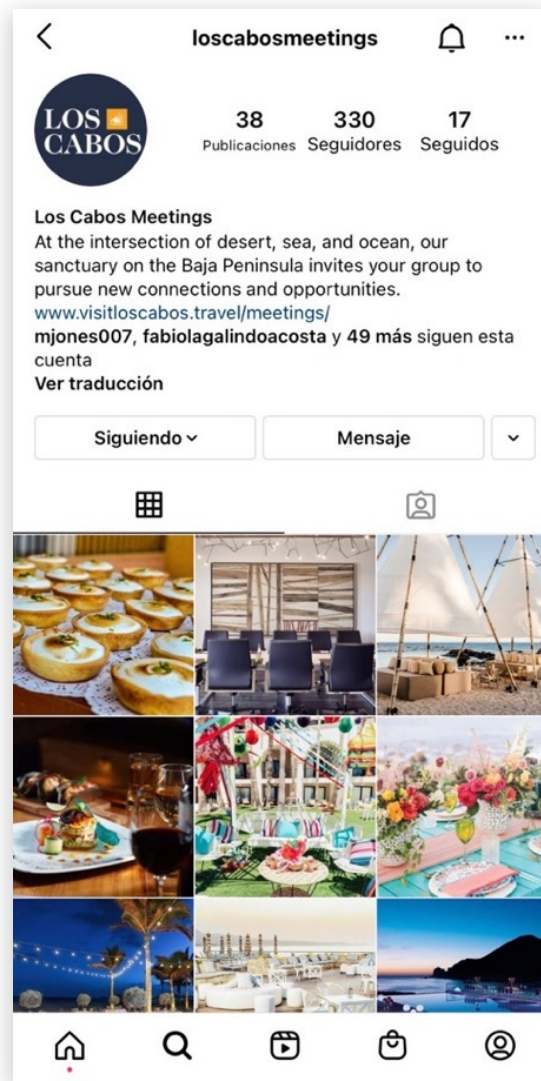 loscabosmeetings
LOS
CABOS
38 330 17
Publicaciones Seguidores Seguidos
Los Cabos Meetings
At the intersection of desert, sea, and ocean, our
sanctuary on the Baja Peninsula invites your group to
pursue new connections and opportunities.
www.visitloscabos.travel/meetings/
mjones007, fabiolagalindoacosta y 49 más siguen esta
cuenta
Ver traducción
Siguiendo Mensaje